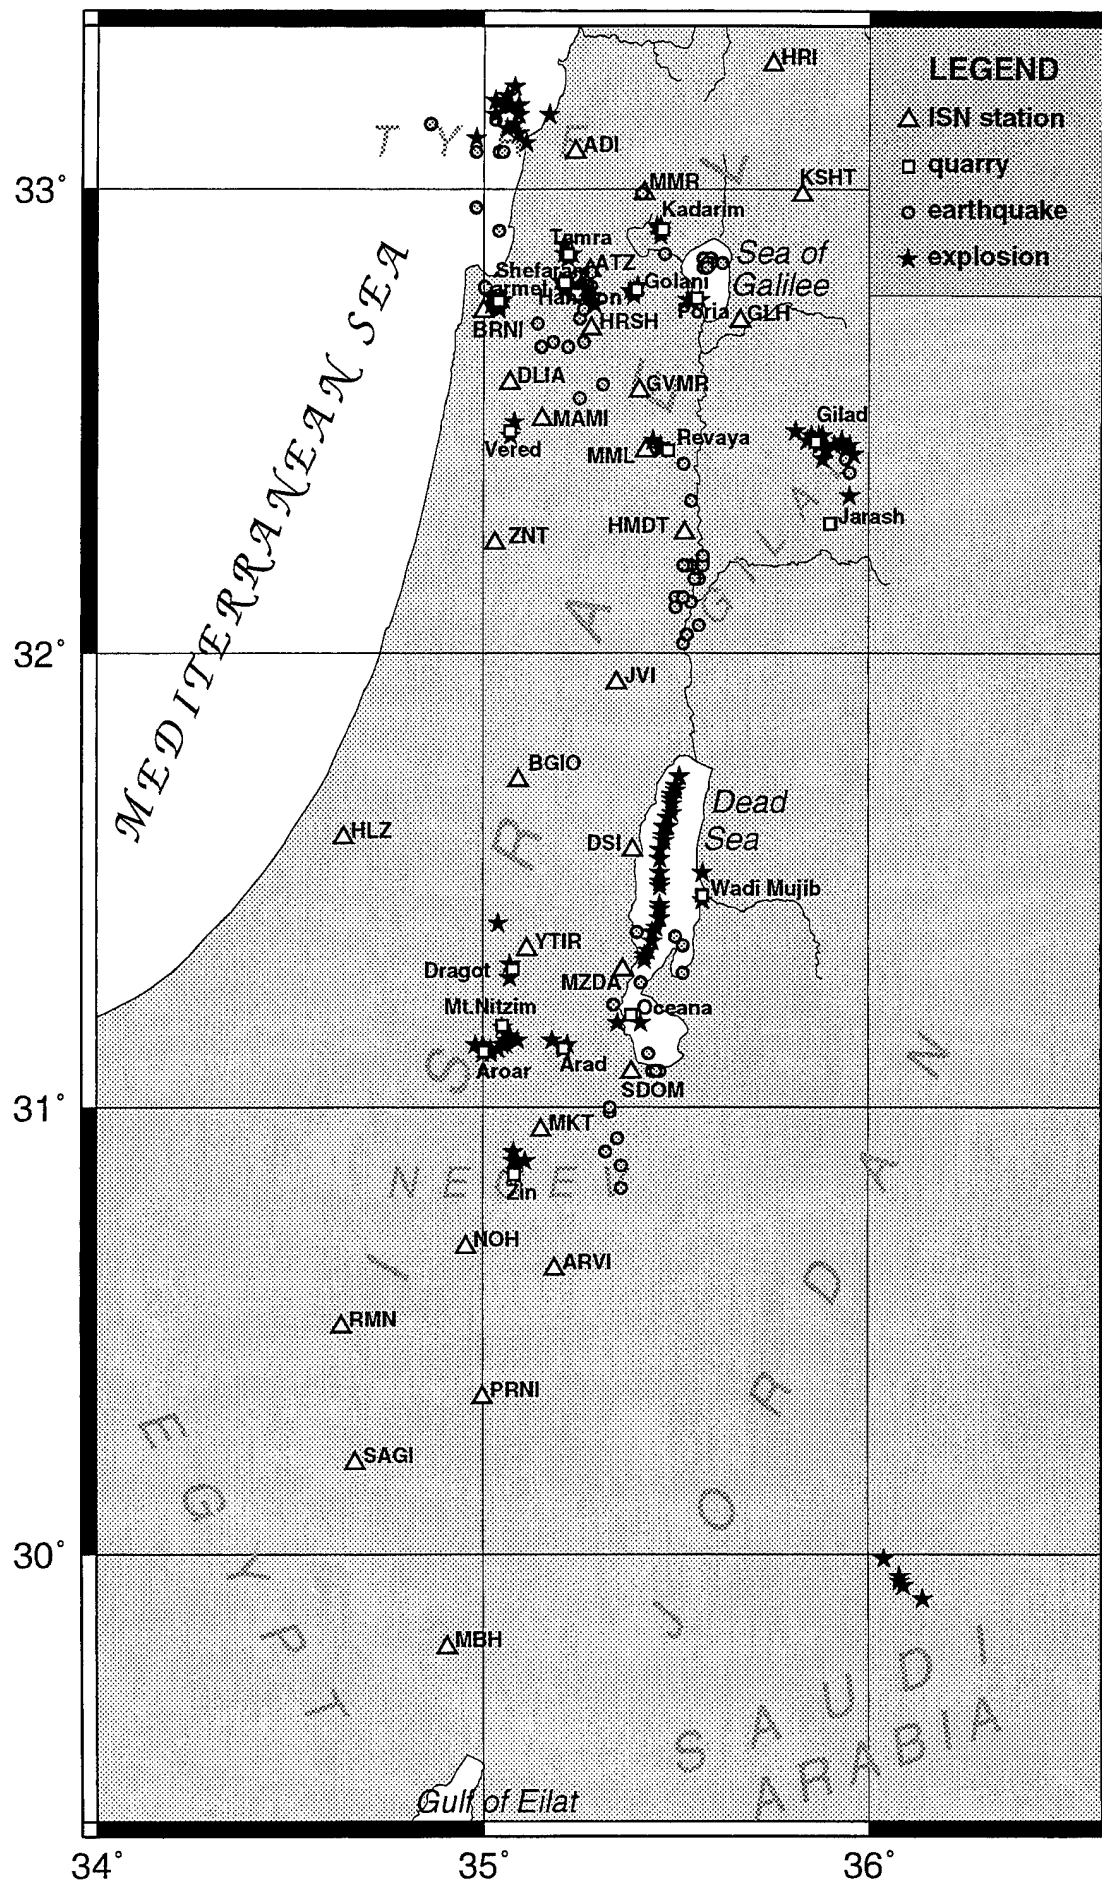 LEGEND
ISN station
quarry
earthquake
explosion
HRI
T Y R E
ADI
33°
MMR
KSHT
Kadarim
Tamra
Sea of
Galilee
ATZ
Shefaram
Golani
Carmel
Poria
GLH
BRNI
HRSH
DLIA
GVMR
MAMI
Gilad
Vered
Revaya
MML
Jarash
HMDT
ZNT
MEDITERRANEAN SEA
32°
JVI
BGIO
Dead
Sea
HLZ
DSI
Wadi Mujib
YTIR
Dragot
MZDA
Mt.Nitzim
Oceana
Aroar
Arad
SDOM
31°
MKT
NEGEV
Zin
NOH
ARVI
RMN
PRNI
SAGI
ISRAEL
JORDAN
EGYPT
30°
MBH
SAUDI
ARABIA
Gulf of Eilat
34°
35°
36°